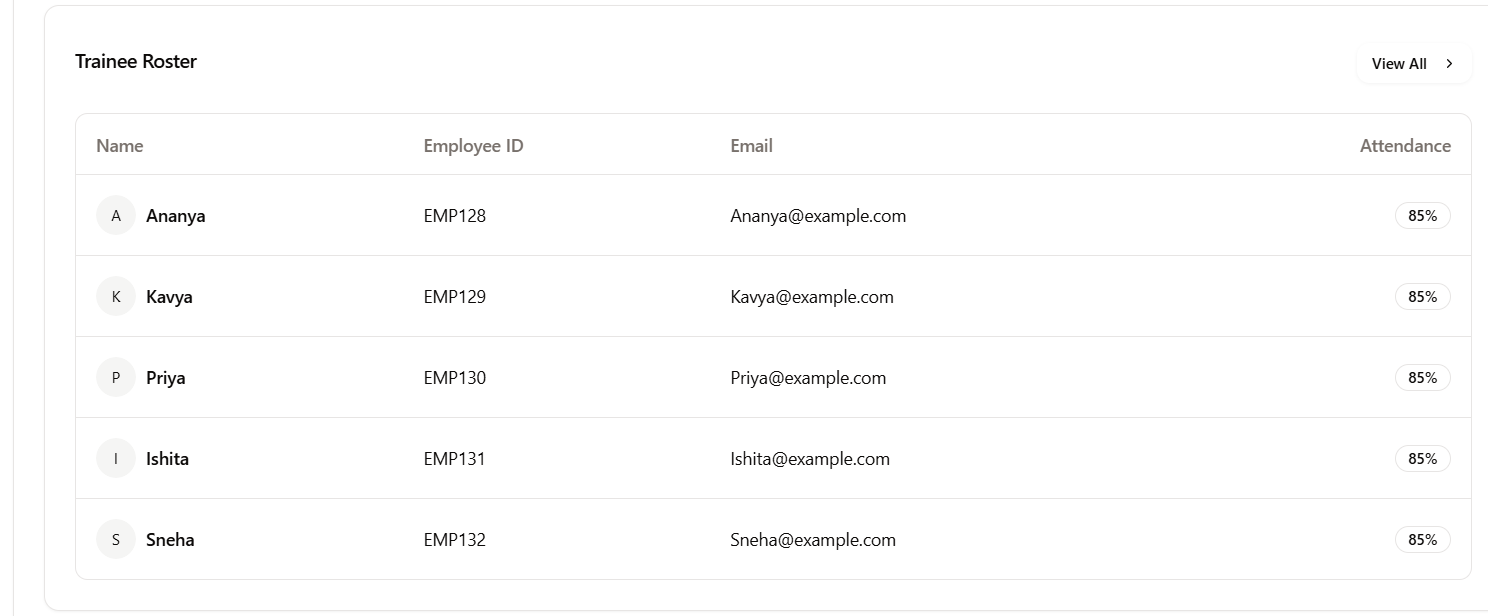 Trainee Roster
View All
Name Employee ID Email Attendance
A Ananya EMP128 Ananya@example.com 85%
K Kavya EMP129 Kavya@example.com 85%
P Priya EMP130 Priya@example.com 85%
I Ishita EMP131 Ishita@example.com 85%
S Sneha EMP132 Sneha@example.com 85%